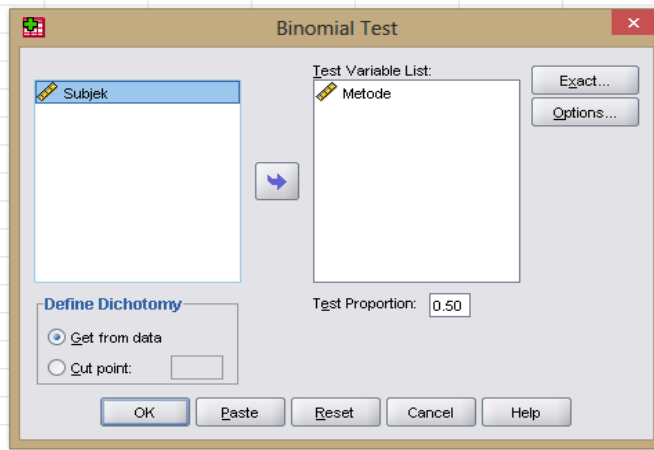 Binomial Test
Test Variable List:
Subjek
Metode
Exact...
Options...
Define Dichotomy
Get from data
Cut point:
Test Proportion: 0.50
OK Paste Reset Cancel Help